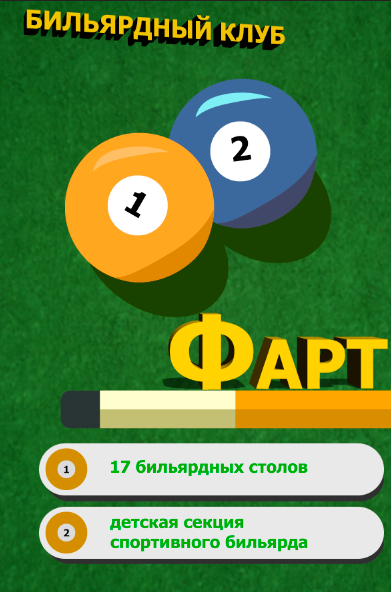 БИЛЬЯРДНЫЙ КЛУБ
2
1
ФАРТ
1 17 бильярдных столов
2 детская секция
спортивного бильярда